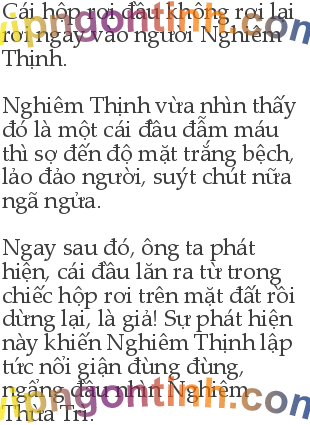 Cái hộp rơi đâu không rơi lại
rơi ngay vào người Nghiêm
Thịnh.
Nghiêm Thịnh vừa nhìn thấy
đó là một cái đầu đẫm máu
thì sợ đến độ mặt trắng bệch,
lảo đảo người, suýt chút nữa
ngã ngửa.
Ngay sau đó, ông ta phát
hiện, cái đầu lăn ra từ trong
chiếc hộp rơi trên mặt đất rồi
dừng lại, là giả! Sự phát hiện
này khiến Nghiêm Thịnh lập
tức nổi giận đùng đùng,
ngẩng đầu nhìn Nghiêm
Thừa Trí.
vipngontinh.com
vipngontinh.com